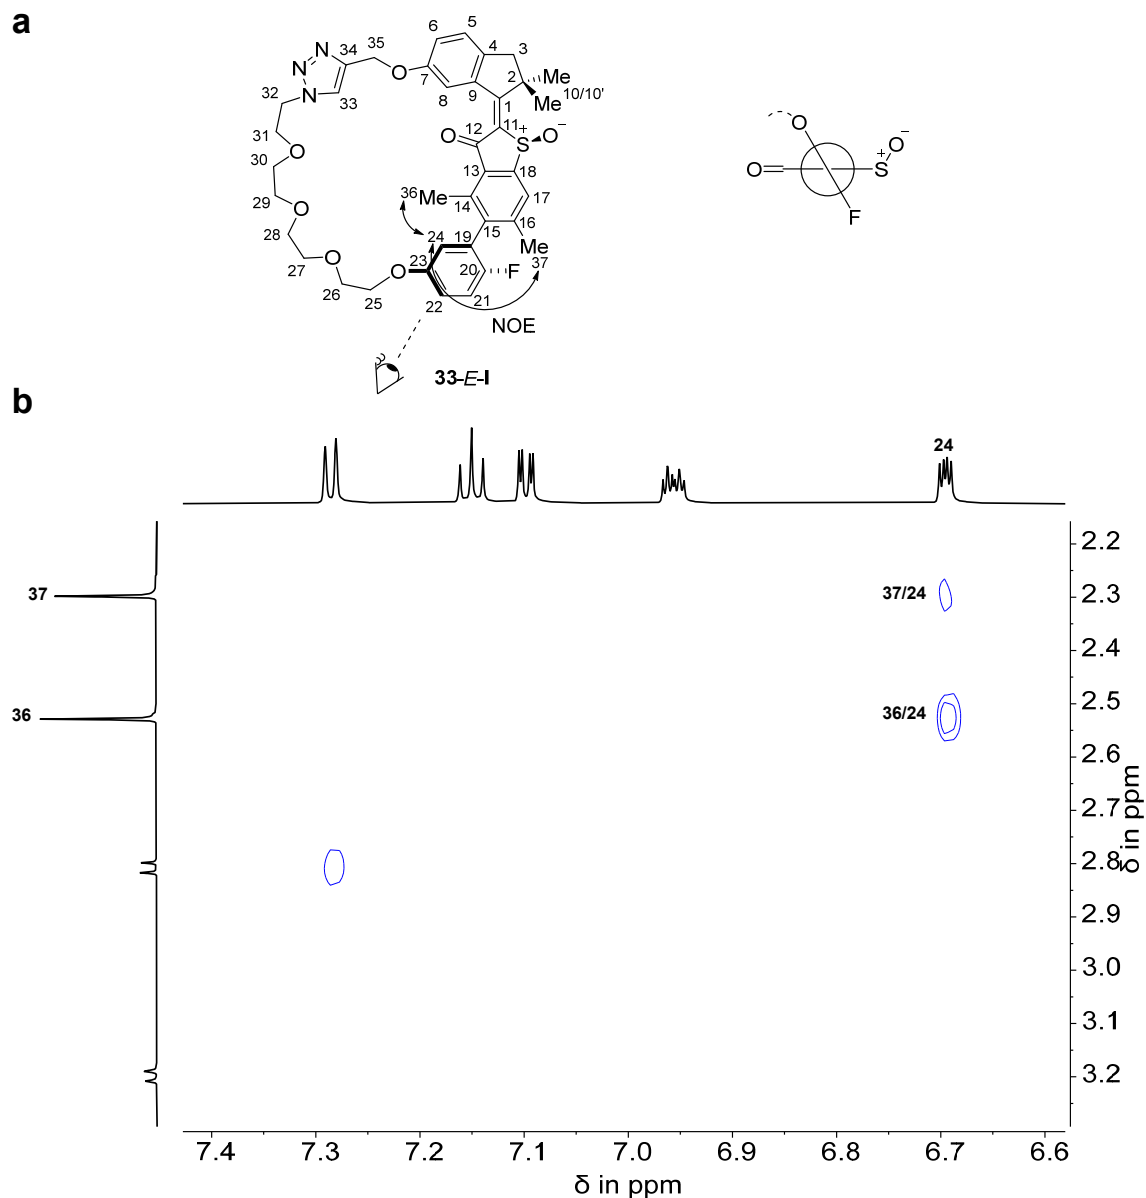 a
6
5
35
34
4
3
N
N
N
O
7
2
Me
8
9
Me
10/10'
32
33
1
31
12
11
+
O
S
O
−
O
30
13
18
36
Me
14
17
29
O
15
16
28
24
19
Me
O
23
20
F
37
27
O
21
26
25
22
NOE
33-E-I
O
O
−
+
O
S
F
b
24
37
37/24
36
36/24
2.2
2.3
2.4
2.5
2.6
2.7
2.8
2.9
3.0
3.1
3.2
δ in ppm
7.4 7.3 7.2 7.1 7.0 6.9 6.8 6.7 6.6
δ in ppm